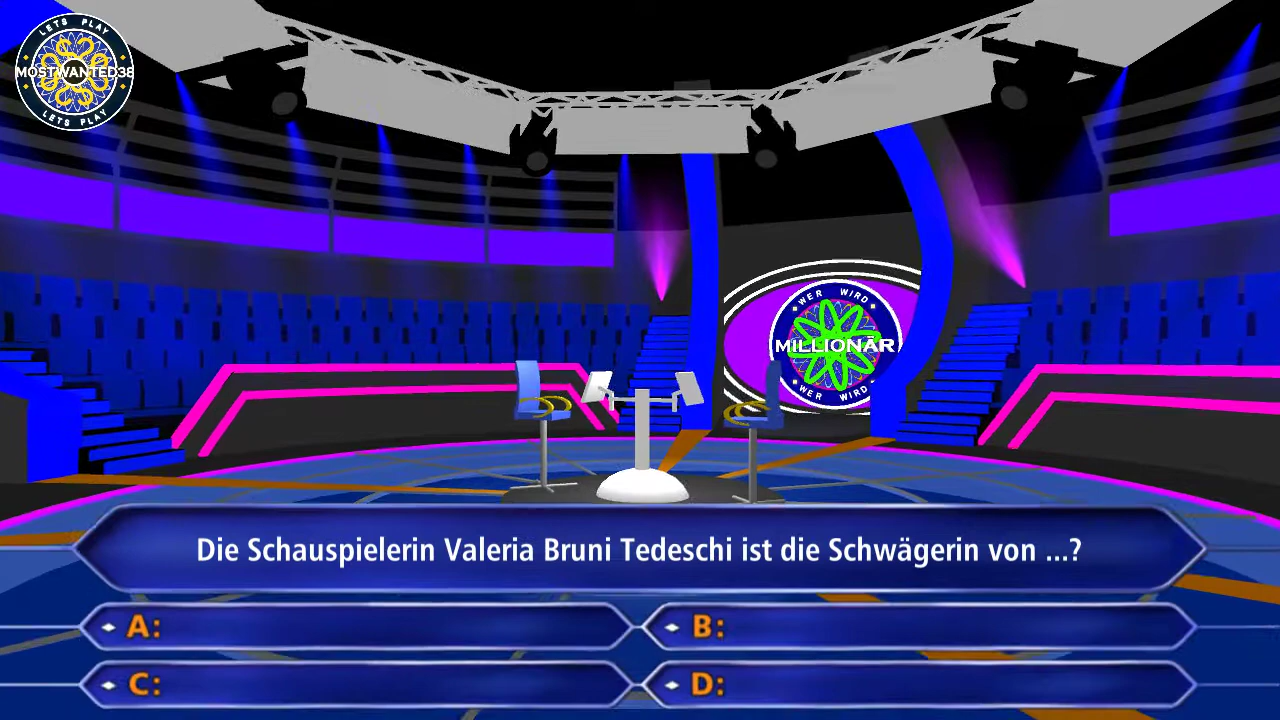 LETS PLAY
MOSTWANTED38
LETS PLAY
WER WIRD
MILLIONÄR
WER WIRD
Die Schauspielerin Valeria Bruni Tedeschi ist die Schwägerin von ...?
A:
B:
C:
D: